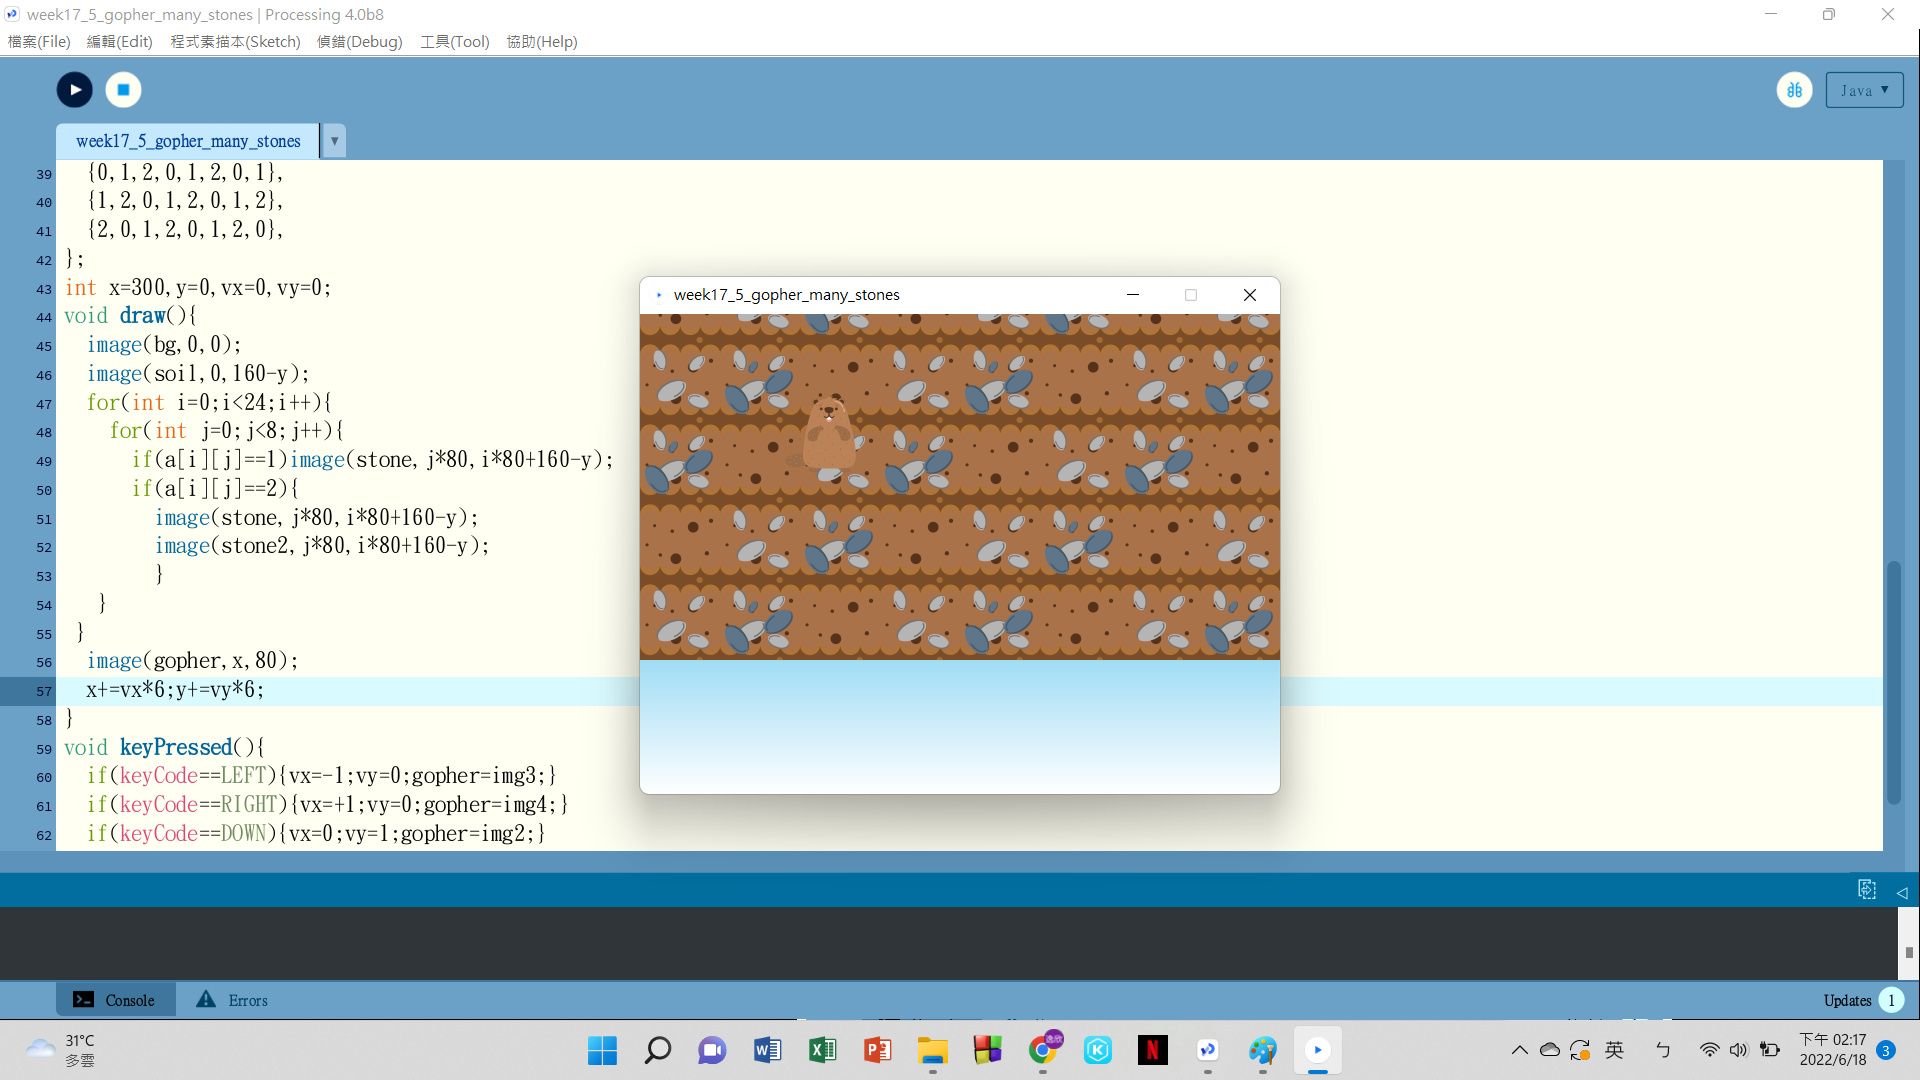 week17_5_gopher_many_stones | Processing 4.0b8
檔案(File) 編輯(Edit) 程式素描本(Sketch) 偵錯(Debug) 工具(Tool) 協助(Help)
Java ▼
week17_5_gopher_many_stones ▼
39 {0,1,2,0,1,2,0,1},
40 {1,2,0,1,2,0,1,2},
41 {2,0,1,2,0,1,2,0},
42 };
43 int x=300,y=0,vx=0,vy=0;
44 void draw(){
45 image(bg,0,0);
46 image(soil,0,160-y);
47 for(int i=0;i<24;i++){
48 for(int j=0;j<8;j++){
49 if(a[i][j]==1)image(stone,j*80,i*80+160-y);
50 if(a[i][j]==2){
51 image(stone,j*80,i*80+160-y);
52 image(stone2,j*80,i*80+160-y);
53 }
54 }
55 }
56 image(gopher,x,80);
57 x+=vx*6;y+=vy*6;
58 }
59 void keyPressed(){
60 if(keyCode==LEFT){vx=-1;vy=0;gopher=img3;}
61 if(keyCode==RIGHT){vx=+1;vy=0;gopher=img4;}
62 if(keyCode==DOWN){vx=0;vy=1;gopher=img2;}
week17_5_gopher_many_stones
Console Errors
Updates 1
31°C
多雲
英 ㄅ
下午 02:17
2022/6/18 3